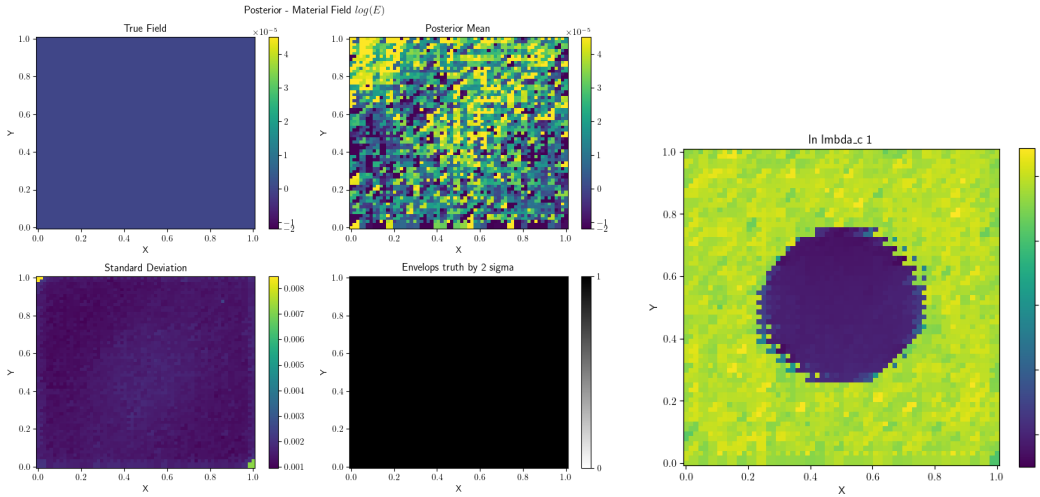 Posterior - Material Field log(E)
True Field
×10⁻⁵
1.0
0.8
0.6
0.4
0.2
0.0
Y
0.0 0.2 0.4 0.6 0.8 1.0
X
4
3
2
1
0
−1
−2
Posterior Mean
×10⁻⁵
1.0
0.8
0.6
0.4
0.2
0.0
Y
0.0 0.2 0.4 0.6 0.8 1.0
X
4
3
2
1
0
−1
−2
Standard Deviation
1.0
0.8
0.6
0.4
0.2
0.0
Y
0.0 0.2 0.4 0.6 0.8 1.0
X
0.008
0.007
0.006
0.005
0.004
0.003
0.002
0.001
Envelops truth by 2 sigma
1.0
0.8
0.6
0.4
0.2
0.0
Y
0.0 0.2 0.4 0.6 0.8 1.0
X
1
0
ln lmbda_c 1
1.0
0.8
0.6
0.4
0.2
0.0
Y
0.0 0.2 0.4 0.6 0.8 1.0
X